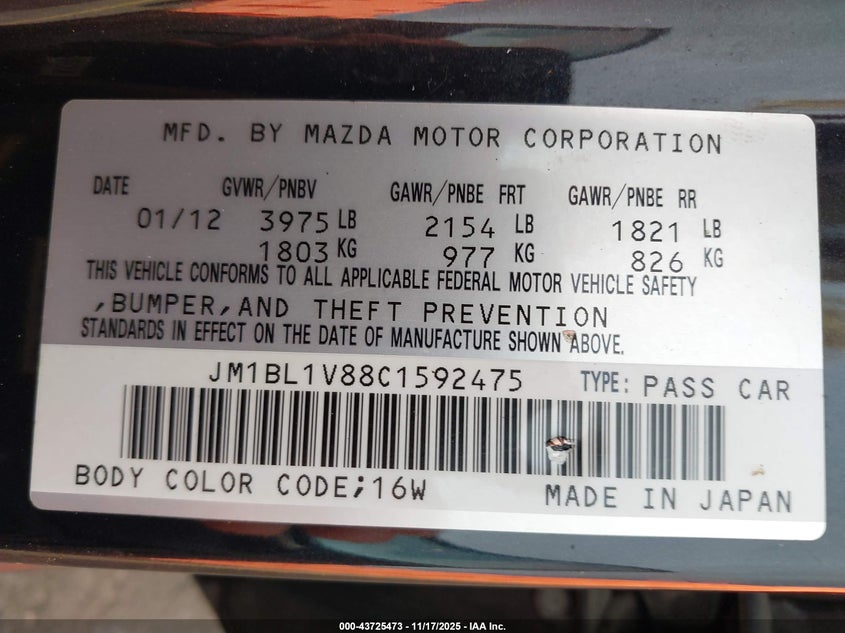 MFD. BY MAZDA MOTOR CORPORATION
DATE GVWR/PNBV GAWR/PNBE FRT GAWR/PNBE RR
01/12 3975 LB 2154 LB 1821 LB
1803 KG 977 KG 826 KG
THIS VEHICLE CONFORMS TO ALL APPLICABLE FEDERAL MOTOR VEHICLE SAFETY
,BUMPER,AND THEFT PREVENTION
STANDARDS IN EFFECT ON THE DATE OF MANUFACTURE SHOWN ABOVE.
JM1BL1V88C1592475 TYPE: PASS CAR
BODY COLOR CODE;16W MADE IN JAPAN
000-43725473 - 11/17/2025 - IAA Inc.